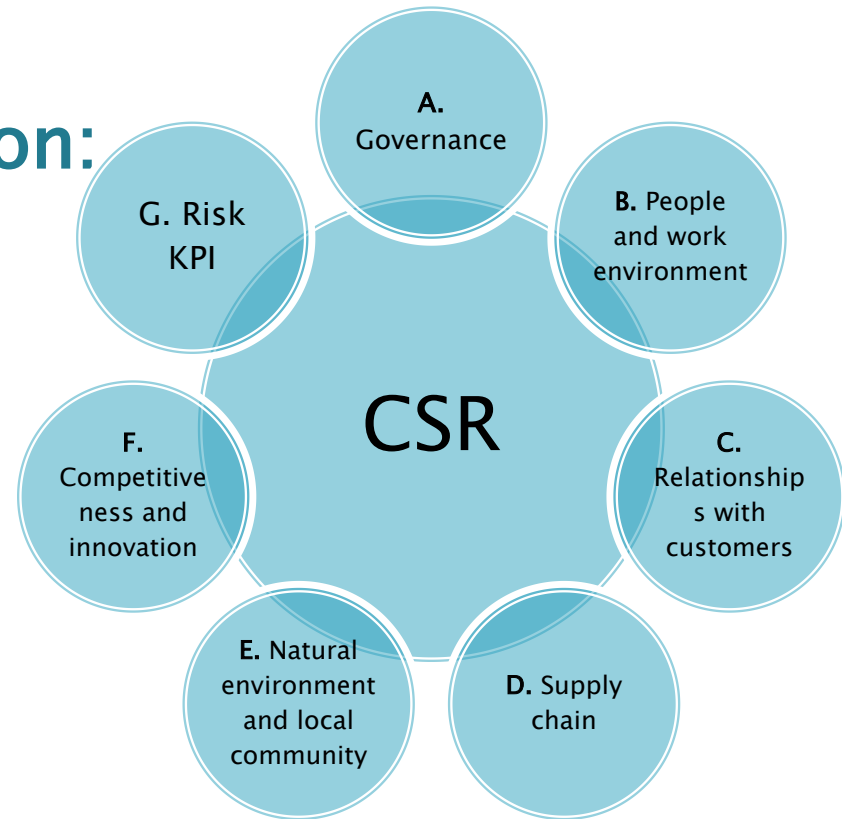 on:
A.
Governance
B. People
and work
environment
C.
Relationship
s with
customers
D. Supply
chain
E. Natural
environment
and local
community
F.
Competitive
ness and
innovation
G. Risk
KPI
CSR